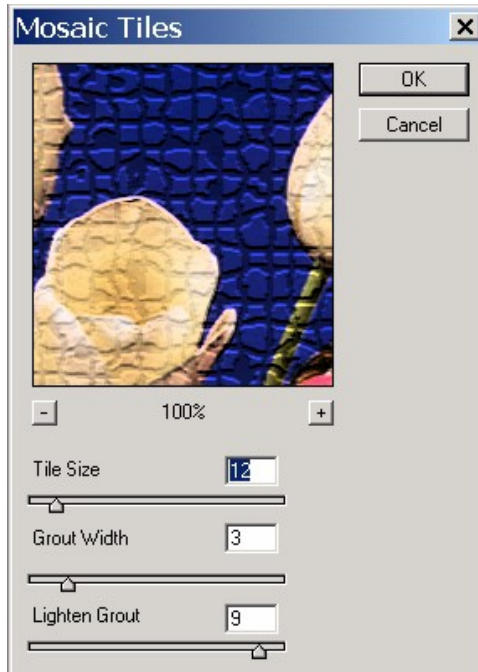 Mosaic Tiles
OK
Cancel
- 100% +
Tile Size 12
Grout Width 3
Lighten Grout 9